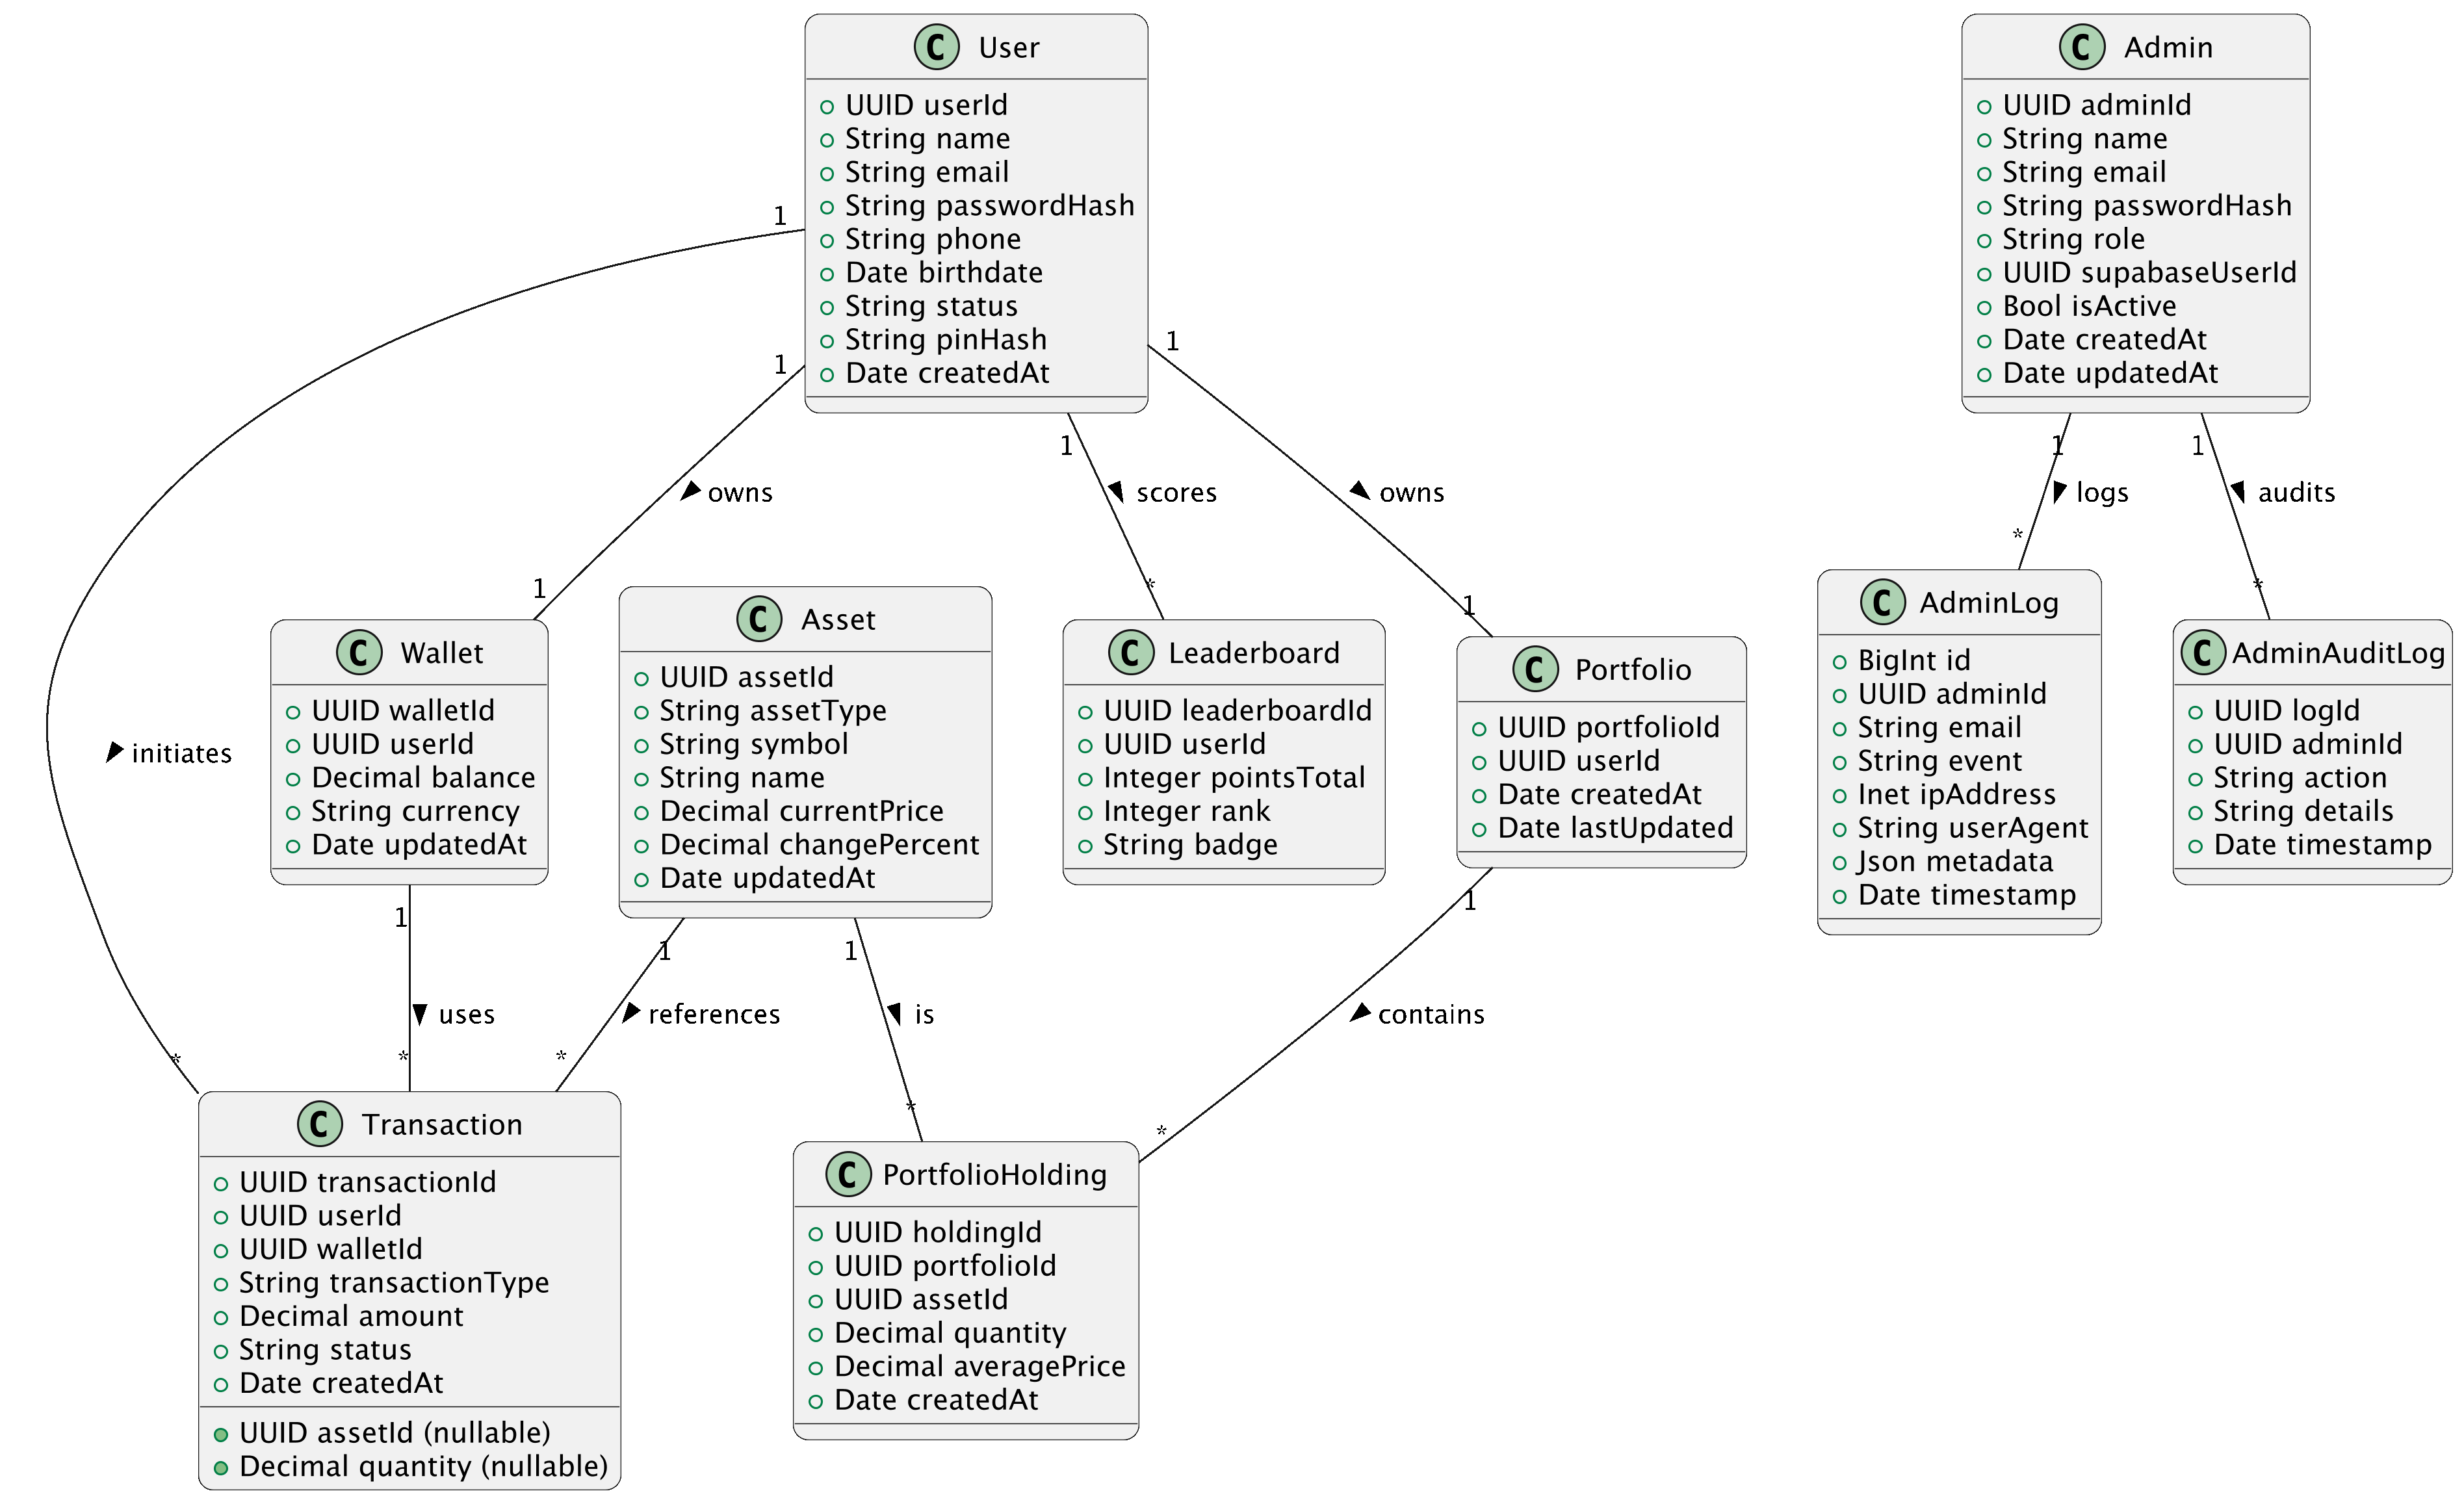 C User
UUID userId
String name
String email
String passwordHash
String phone
Date birthdate
String status
String pinHash
Date createdAt
C Admin
UUID adminId
String name
String email
String passwordHash
String role
UUID supabaseUserId
Bool isActive
Date createdAt
Date updatedAt
1
1
1
1
1
1
owns
scores
owns
logs
audits
1
*
1
*
*
initiates
C Wallet
UUID walletId
UUID userId
Decimal balance
String currency
Date updatedAt
C Asset
UUID assetId
String assetType
String symbol
String name
Decimal currentPrice
Decimal changePercent
Date updatedAt
C Leaderboard
UUID leaderboardId
UUID userId
Integer pointsTotal
Integer rank
String badge
C Portfolio
UUID portfolioId
UUID userId
Date createdAt
Date lastUpdated
C AdminLog
BigInt id
UUID adminId
String email
String event
Inet ipAddress
String userAgent
Json metadata
Date timestamp
C AdminAuditLog
UUID logId
UUID adminId
String action
String details
Date timestamp
1
1
1
1
uses
references
is
contains
*
*
*
*
*
C Transaction
UUID transactionId
UUID userId
UUID walletId
String transactionType
Decimal amount
String status
Date createdAt
UUID assetId (nullable)
Decimal quantity (nullable)
C PortfolioHolding
UUID holdingId
UUID portfolioId
UUID assetId
Decimal quantity
Decimal averagePrice
Date createdAt